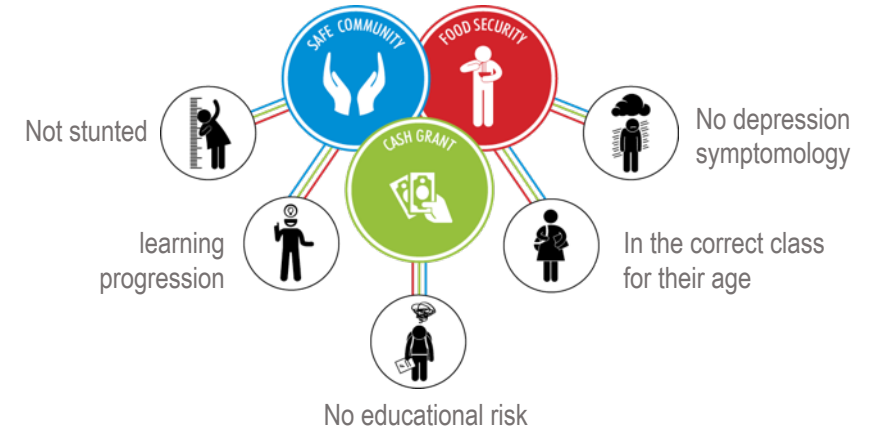 SAFE COMMUNITY
FOOD SECURITY
CASH GRANT
Not stunted
No depression
symptomology
learning
progression
In the correct class
for their age
No educational risk